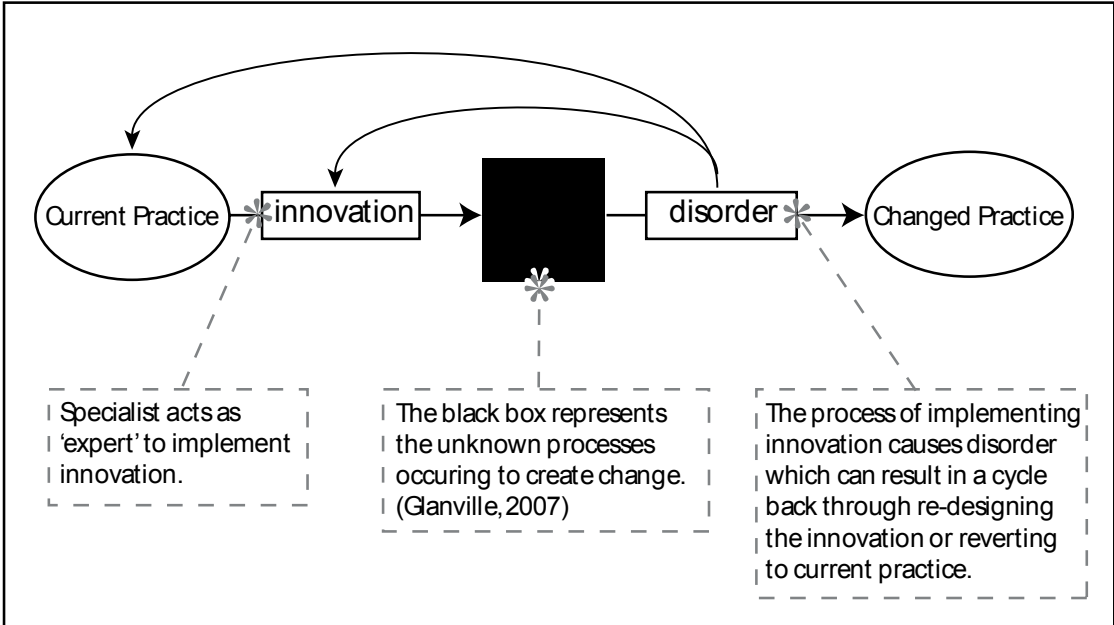 Current Practice
innovation
disorder
Changed Practice
Specialist acts as
‘expert’ to implement
innovation.
The black box represents
the unknown processes
occuring to create change.
(Glanville, 2007)
The process of implementing
innovation causes disorder
which can result in a cycle
back through re-designing
the innovation or reverting
to current practice.